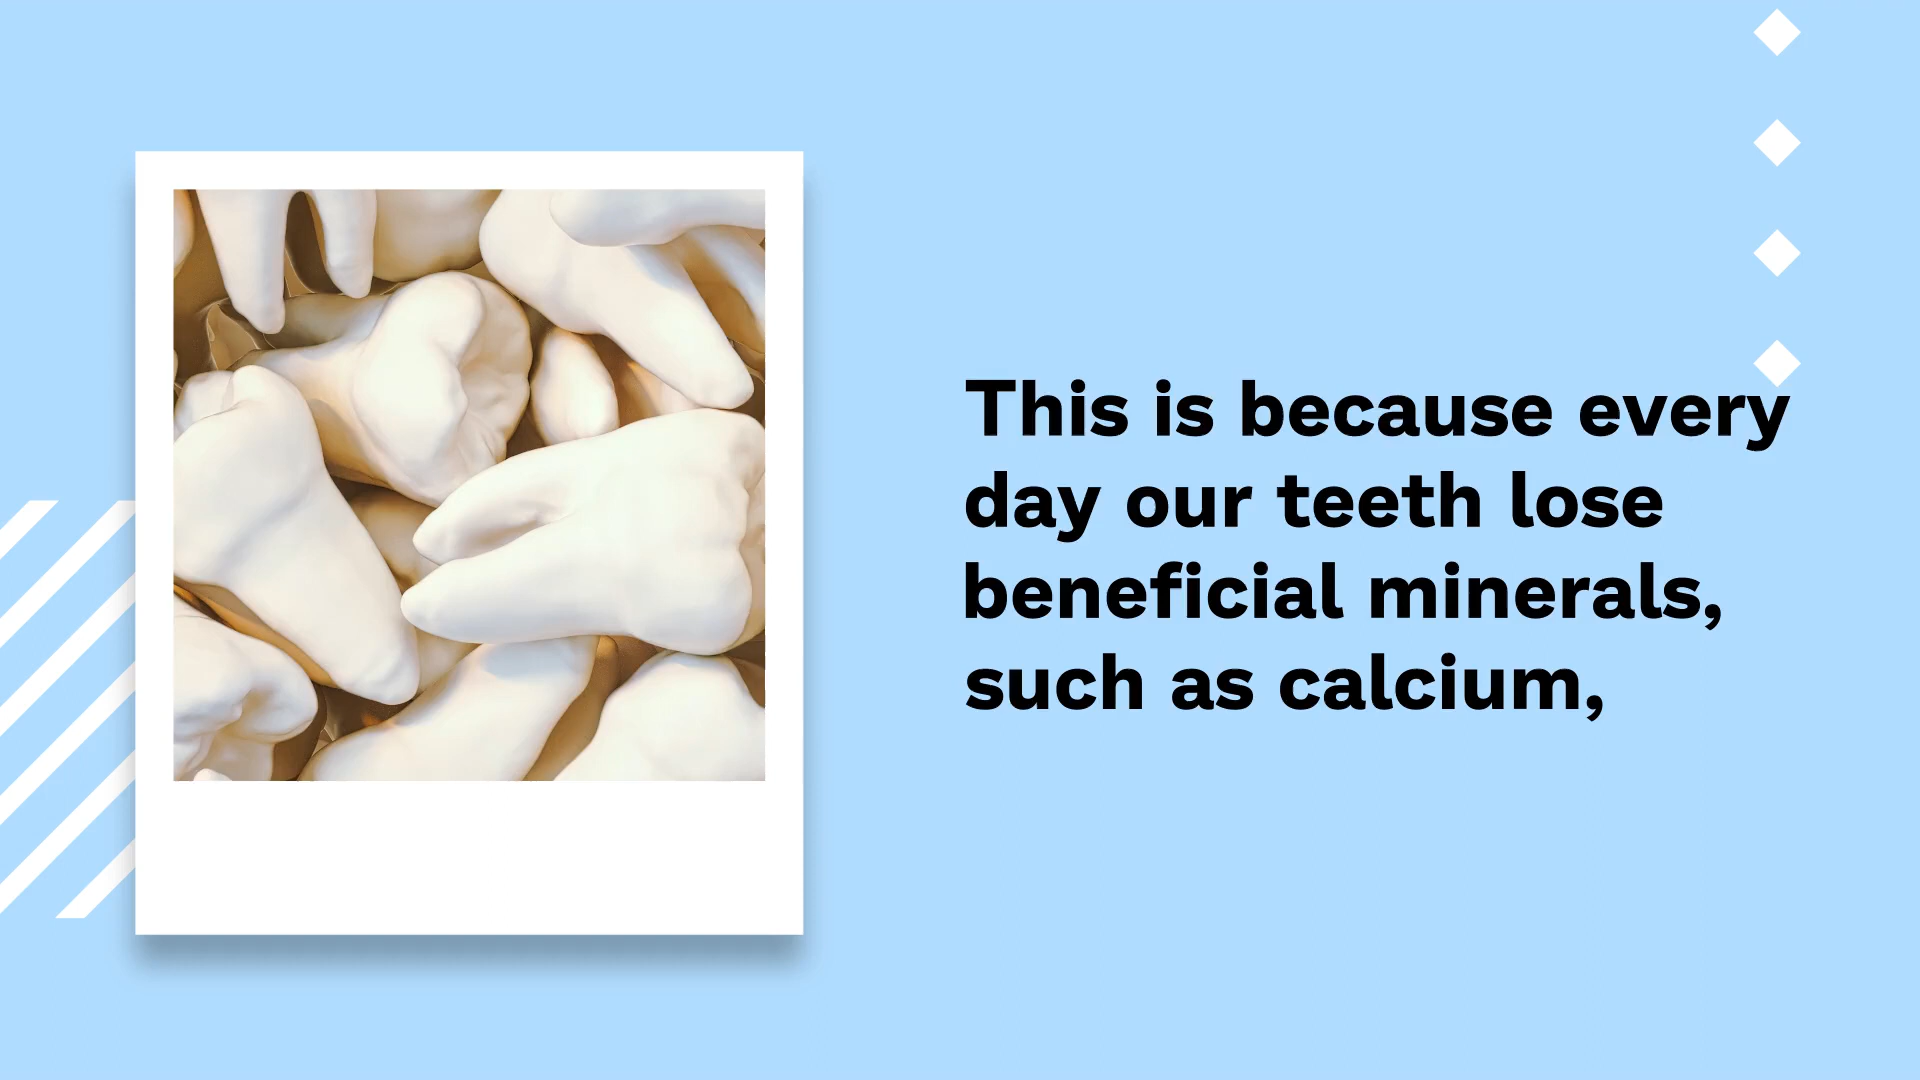 This is because every
day our teeth lose
beneficial minerals,
such as calcium,